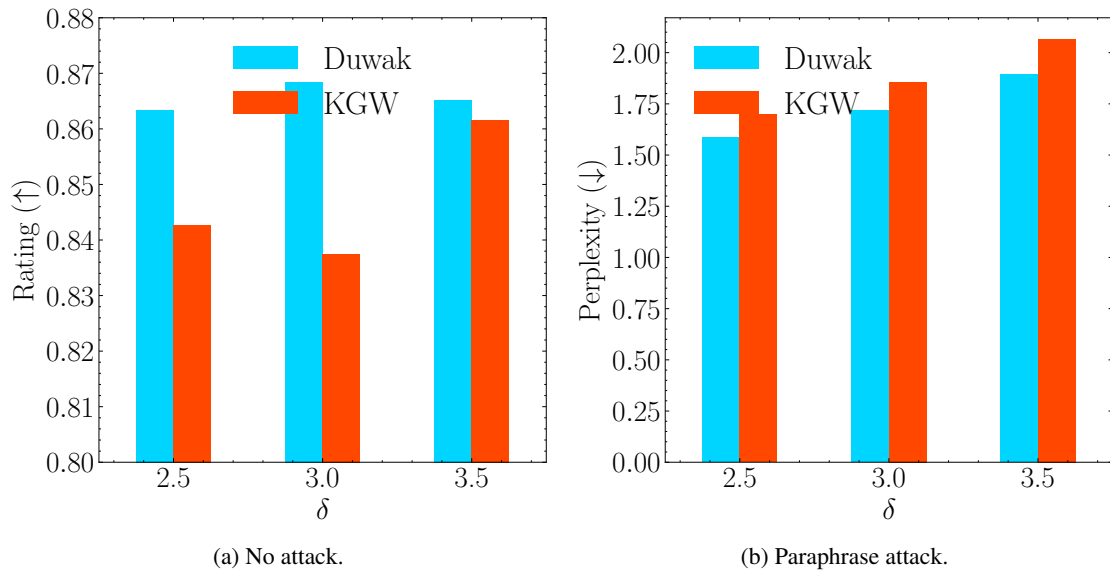 0.88
0.87
0.86
0.85
0.84
0.83
0.82
0.81
0.80
Rating (↑)
Duwak
KGW
2.5 3.0 3.5
δ
(a) No attack.
2.00
1.75
1.50
1.25
1.00
0.75
0.50
0.25
0.00
Perplexity (↓)
Duwak
KGW
2.5 3.0 3.5
δ
(b) Paraphrase attack.